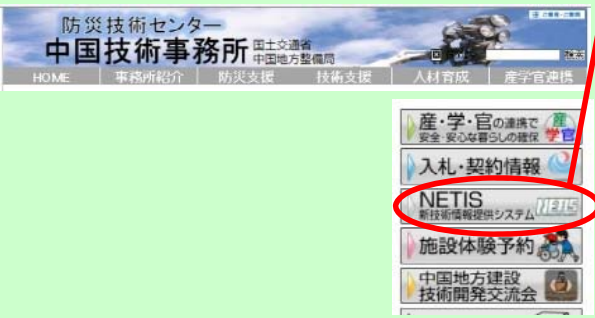 防災技術センター
中国技術事務所
国土交通省
中国地方整備局
検索
HOME 事務所紹介 防災支援 技術支援 人材育成 産学官連携
産・学・官の連携で
安全・安心な暮らしの確保
産
学官
入札・契約情報
NETIS
新技術情報提供システム
NETIS
施設体験予約
中国地方建設
技術開発交流会